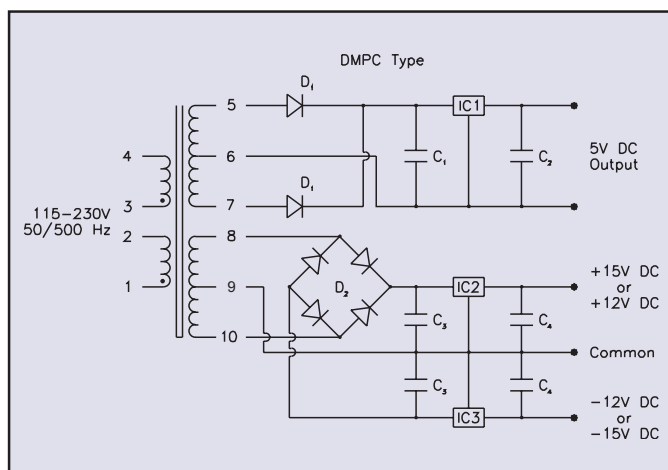 DMPC Type
D₁
5
IC1
4
6
C₁
C₂
5V DC
Output
3
D₁
7
115-230V
50/500 Hz
2
8
1
9
D₂
IC2
+15V DC
or
+12V DC
C₃
C₄
10
Common
C₃
C₄
IC3
-12V DC
or
-15V DC